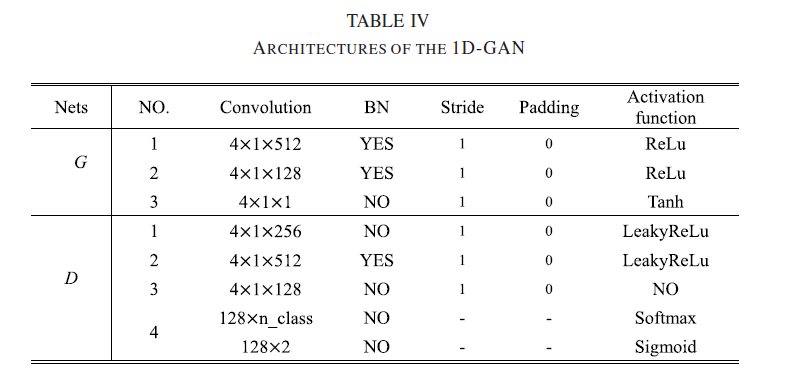 TABLE IV
ARCHITECTURES OF THE 1D-GAN
Nets NO. Convolution BN Stride Padding Activation function
G 1 4×1×512 YES 1 0 ReLu
2 4×1×128 YES 1 0 ReLu
3 4×1×1 NO 1 0 Tanh
D 1 4×1×256 NO 1 0 LeakyReLu
2 4×1×512 YES 1 0 LeakyReLu
3 4×1×128 NO 1 0 NO
4 128×n_class NO - - Softmax
128×2 NO - - Sigmoid